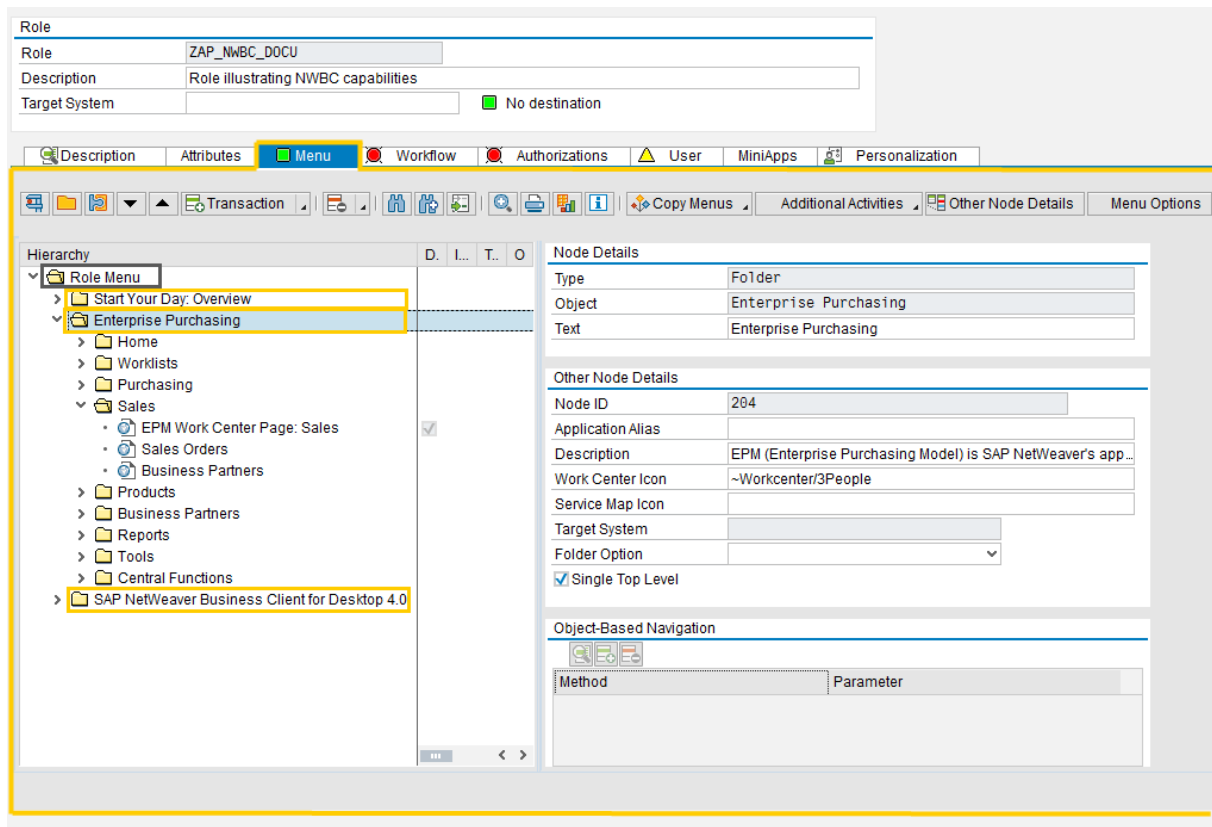 Role
Role ZAP_NWBC_DOCU
Description Role illustrating NWBC capabilities
Target System No destination
Description Attributes Menu Workflow Authorizations User MiniApps Personalization
Transaction Copy Menus Additional Activities Other Node Details Menu Options
Hierarchy D. I... T.. O
Role Menu
Start Your Day: Overview
Enterprise Purchasing
Home
Worklists
Purchasing
Sales
EPM Work Center Page: Sales
Sales Orders
Business Partners
Products
Business Partners
Reports
Tools
Central Functions
SAP NetWeaver Business Client for Desktop 4.0
Node Details
Type Folder
Object Enterprise Purchasing
Text Enterprise Purchasing
Other Node Details
Node ID 204
Application Alias
Description EPM (Enterprise Purchasing Model) is SAP NetWeaver's app...
Work Center Icon ~Workcenter/3People
Service Map Icon
Target System
Folder Option
Single Top Level
Object-Based Navigation
Method Parameter